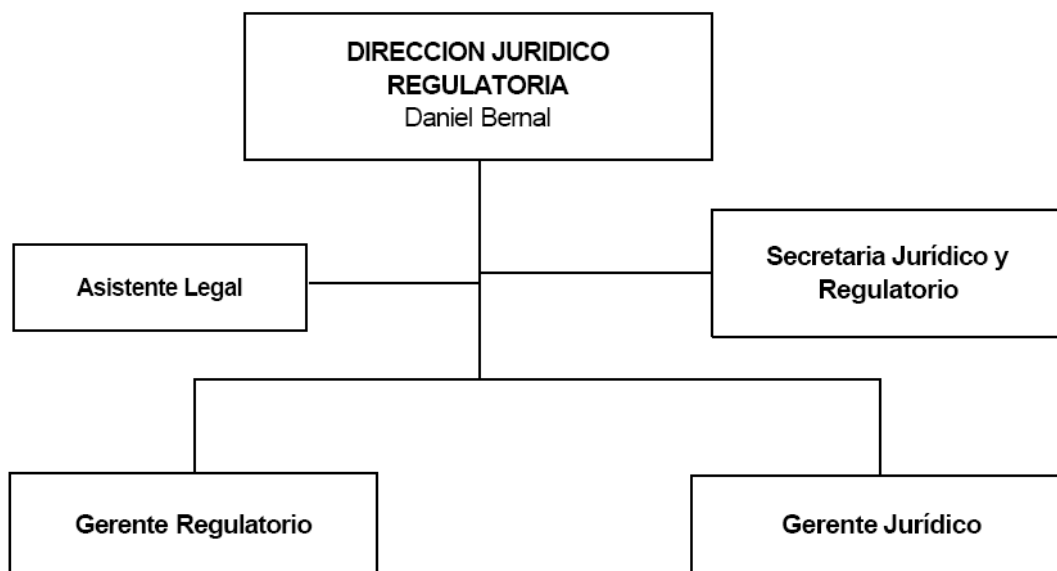 DIRECCION JURIDICO
REGULATORIA
Daniel Bernal
Asistente Legal
Secretaria Jurídico y
Regulatorio
Gerente Regulatorio
Gerente Jurídico